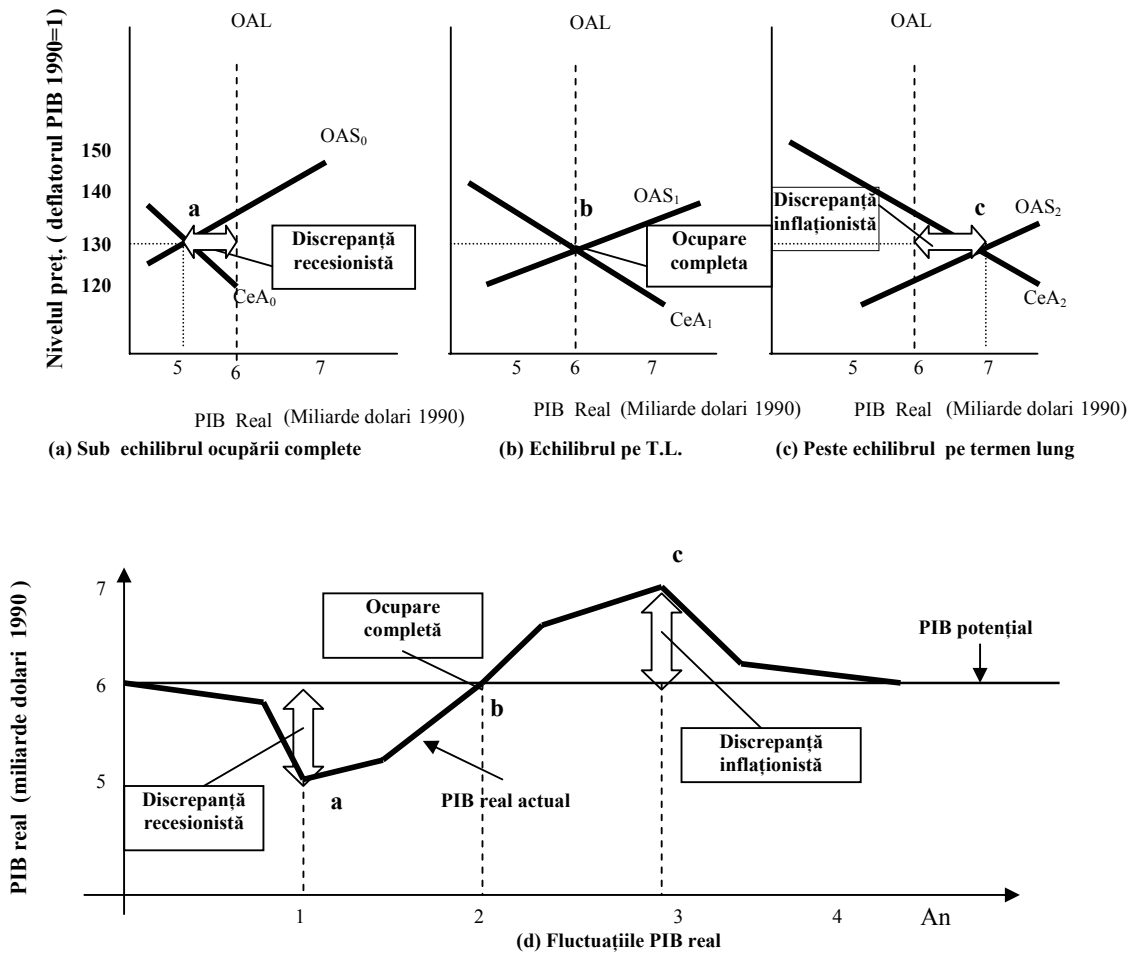 Nivelul preț. ( deflatorul PIB 1990=1)
150
140
130
120
OAL
OAS0
a
Discrepanță
recesionistă
CeA0
5
6
7
PIB Real (Miliarde dolari 1990)
(a) Sub echilibrul ocupării complete
OAL
OAS1
b
Ocupare
completa
CeA1
5
6
7
PIB Real (Miliarde dolari 1990)
(b) Echilibrul pe T.L.
OAL
Discrepanță
inflaționistă
c
OAS2
CeA2
5
6
7
PIB Real (Miliarde dolari 1990)
(c) Peste echilibrul pe termen lung
PIB real (miliarde dolari 1990 )
7
6
5
c
Ocupare
completă
PIB potențial
b
Discrepanță
inflaționistă
Discrepanță
recesionistă
a
PIB real actual
1
2
3
4
An
(d) Fluctuațiile PIB real